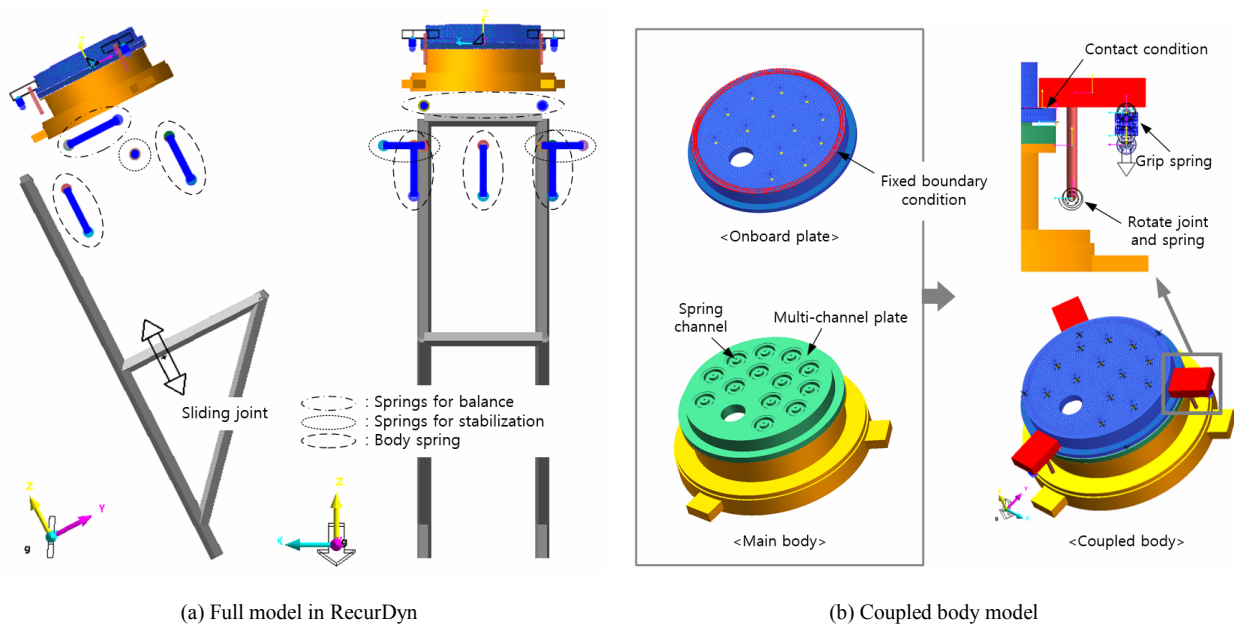 Z
X
Z
Sliding joint
: Springs for balance
: Springs for stabilization
: Body spring
Z
Y
g
Z
X
g
(a) Full model in RecurDyn
Fixed boundary
condition
<Onboard plate>
Spring
channel
Multi-channel plate
<Main body>
Contact condition
Grip spring
Rotate joint
and spring
Z
Y
X
g
<Coupled body>
(b) Coupled body model